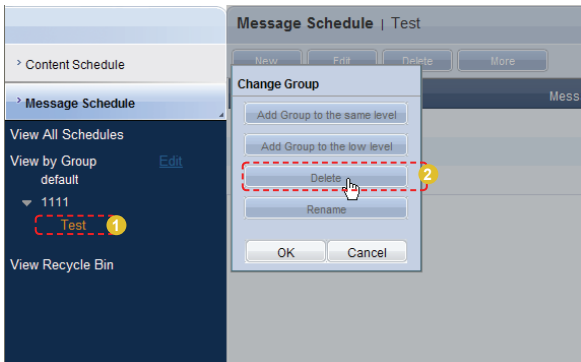 Message Schedule | Test
> Content Schedule
> Message Schedule
View All Schedules
View by Group Edit
default
1111
Test 1
View Recycle Bin
New Edit Delete More
Mess
Change Group
Add Group to the same level
Add Group to the low level
Delete 2
Rename
OK Cancel